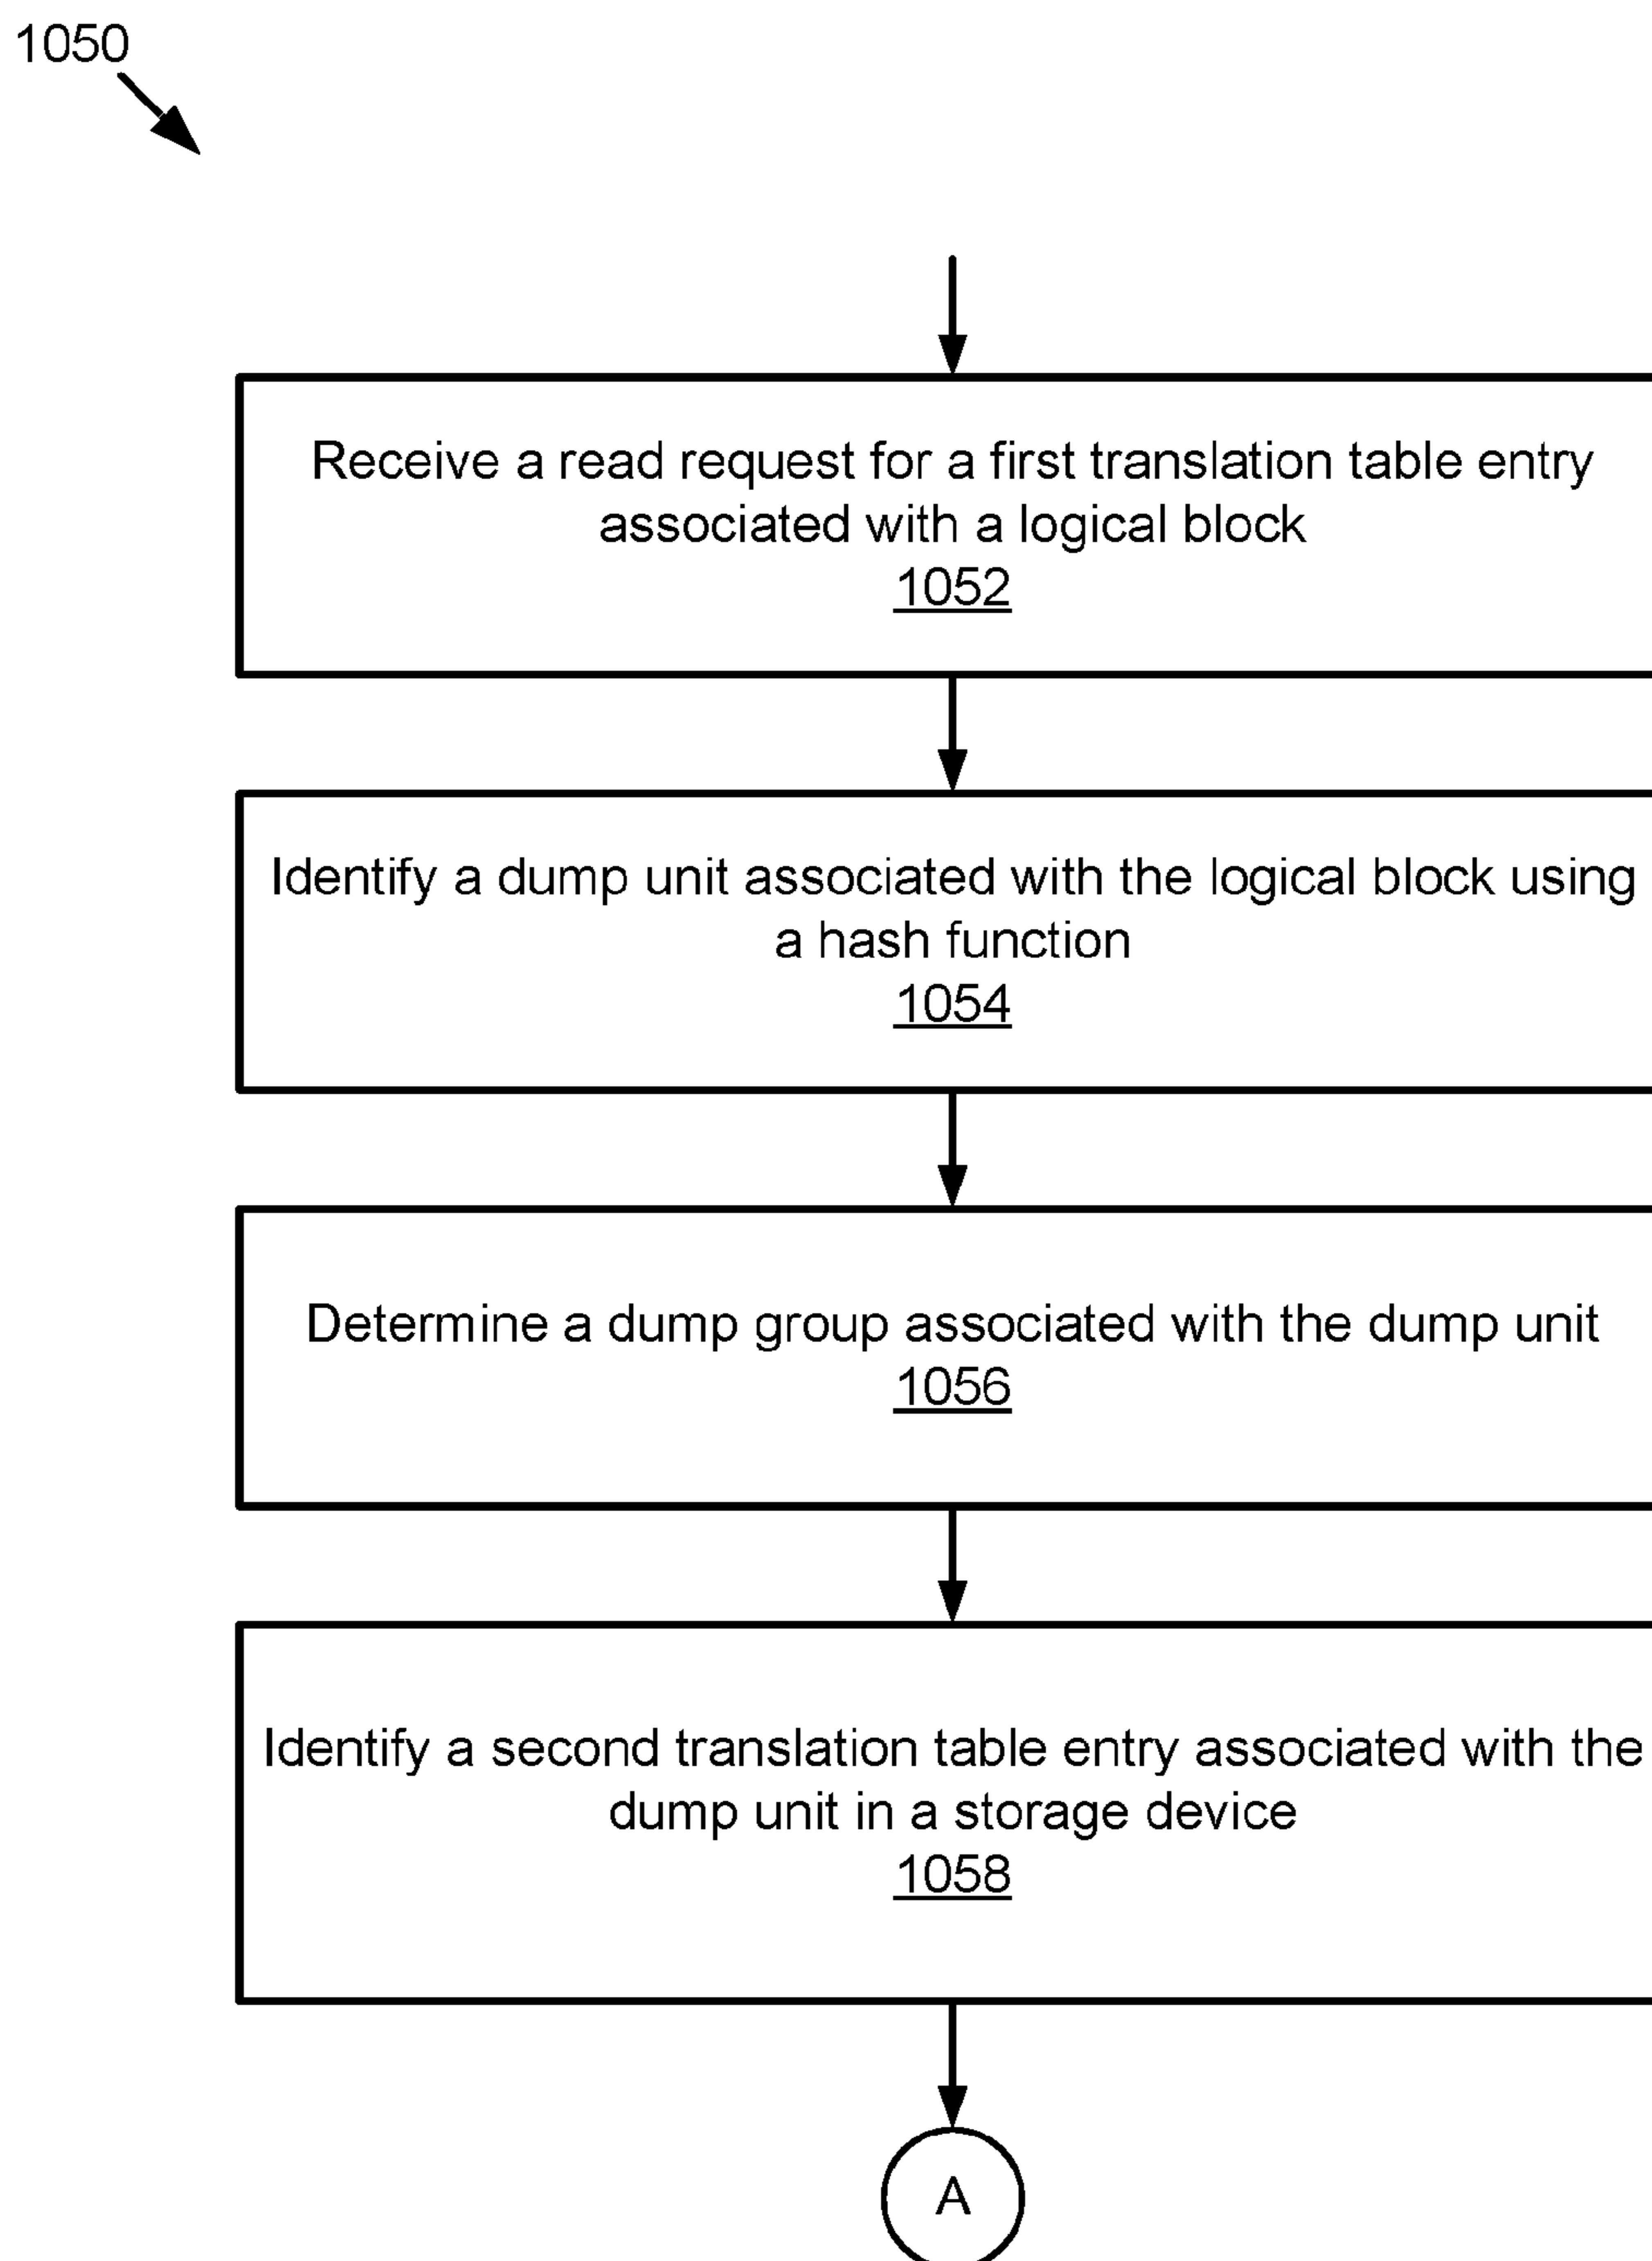 1050
Receive a read request for a first translation table entry
associated with a logical block
1052
Identify a dump unit associated with the logical block using
a hash function
1054
Determine a dump group associated with the dump unit
1056
Identify a second translation table entry associated with the
dump unit in a storage device
1058
A